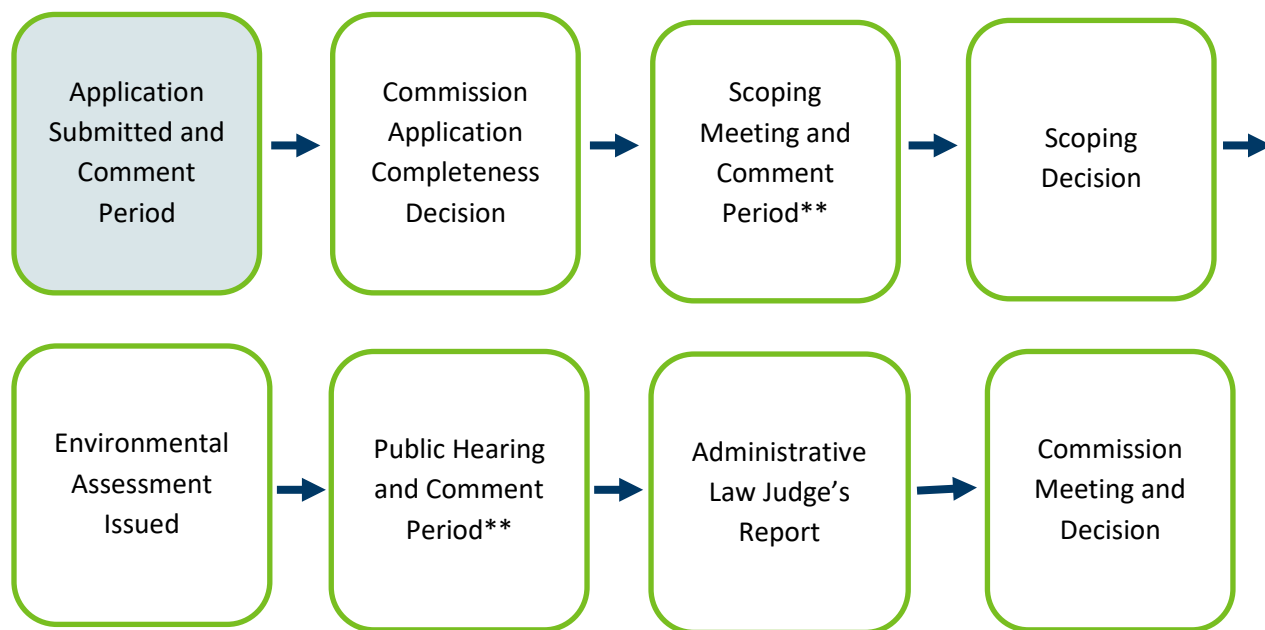 Application
Submitted and
Comment
Period
Commission
Application
Completeness
Decision
Scoping
Meeting and
Comment
Period**
Scoping
Decision
Environmental
Assessment
Issued
Public Hearing
and Comment
Period**
Administrative
Law Judge’s
Report
Commission
Meeting and
Decision